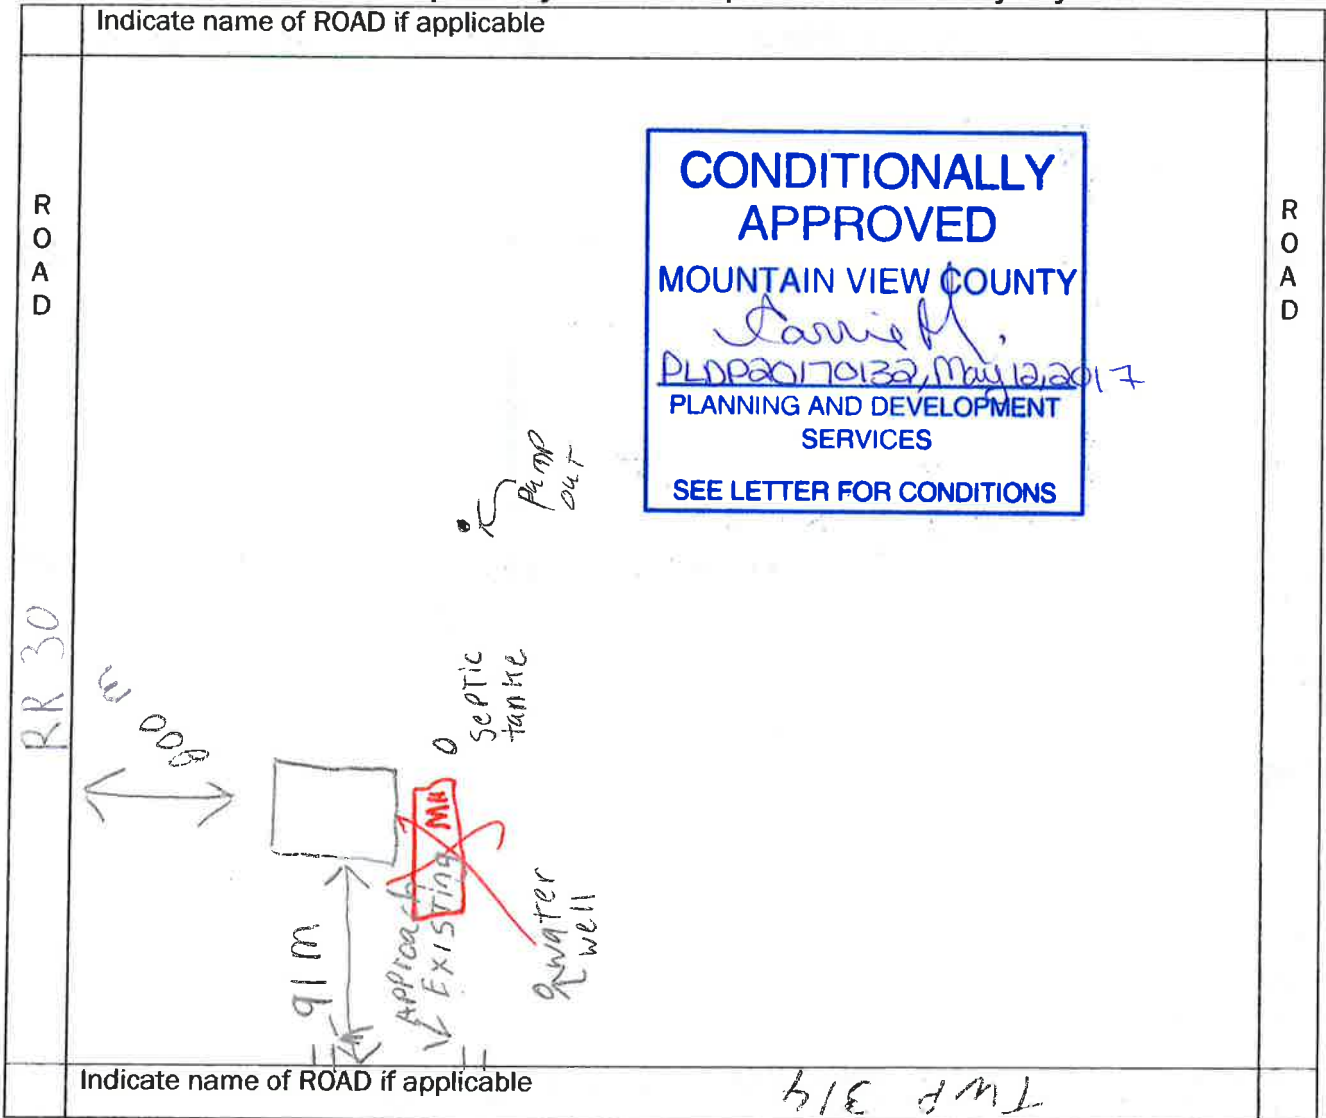 Indicate name of ROAD if applicable
ROAD
ROAD
CONDITIONALLY
APPROVED
MOUNTAIN VIEW COUNTY
Carrie M.
PLDP20170132, May 12, 2017
PLANNING AND DEVELOPMENT
SERVICES
SEE LETTER FOR CONDITIONS
Pump
out
RR 30
800 m
septic
tanke
MH
91 m
Approach
Existing
water
well
Indicate name of ROAD if applicable
TWP 314